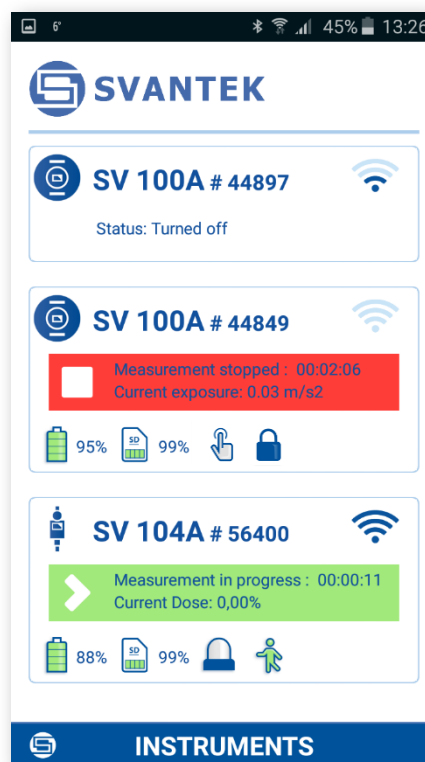 6° 45% 13:26
SVANTEK
SV 100A # 44897
Status: Turned off
SV 100A # 44849
Measurement stopped : 00:02:06
Current exposure: 0.03 m/s2
95% SD 99%
SV 104A # 56400
Measurement in progress : 00:00:11
Current Dose: 0,00%
88% SD 99%
INSTRUMENTS